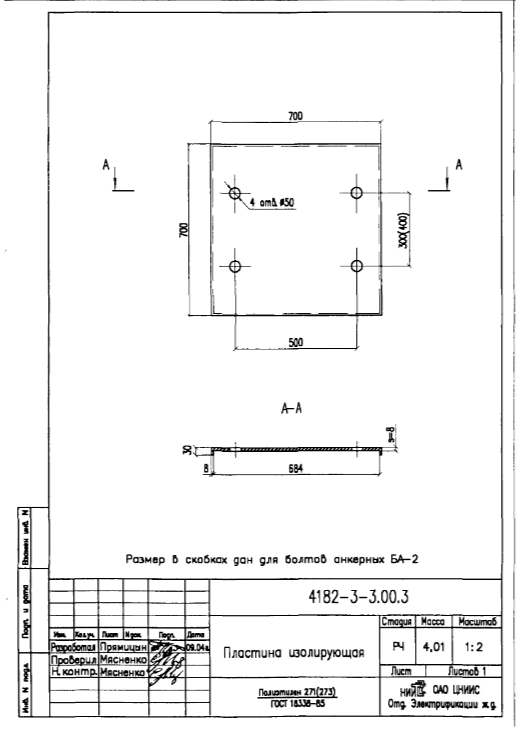 700
А А
4 отв. ø50
700
300(400)
500
А–А
s=8
30
8 684
Размер в скобках дан для болтов анкерных БА–2
Взамен инв. N
Подп. и дата
Инв. N подл.
4182–3–3.00.3
Изм. Кол.уч. Лист Nдок. Подп. Дата
Разработал Прямицын 09.04г.
Проверил Мясненко
Н.контр. Мясненко
Пластина изолирующая
Стадия Масса Масштаб
РЧ 4,01 1:2
Лист Листов 1
Полиэтилен 271(273)
ГОСТ 16338–85
ОАО ЦНИИС
Отд. Электрификации ж.д.